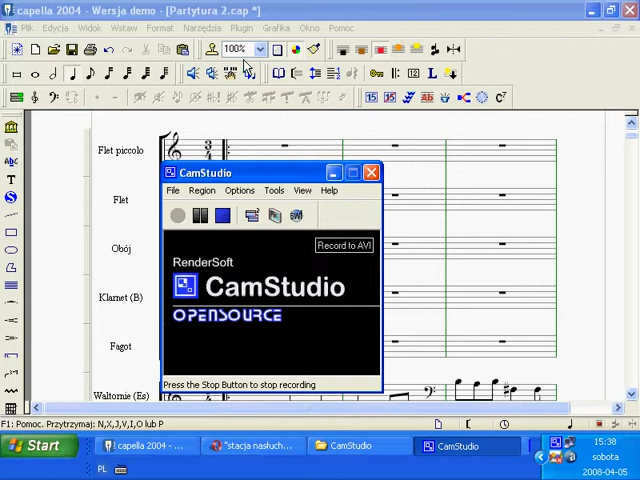 capella 2004 - Wersja demo - [Partytura 2.cap *]
Plik Edycja Widok Wstaw Format Narzędzia Plugin Grafika Okno Pomoc
100%
Flet piccolo
Flet
Obój
Klarnet (B)
Fagot
Waltornie (Es)
CamStudio
File Region Options Tools View Help
Record to AVI
RenderSoft
CamStudio
OPENSOURCE
Press the Stop Button to stop recording
F1: Pomoc. Przytrzymaj: N,X,J,V,I,O lub P
Start
capella 2004 - ...
"stacja nasłuch...
CamStudio
CamStudio
15:38
sobota
2008-04-05
PL